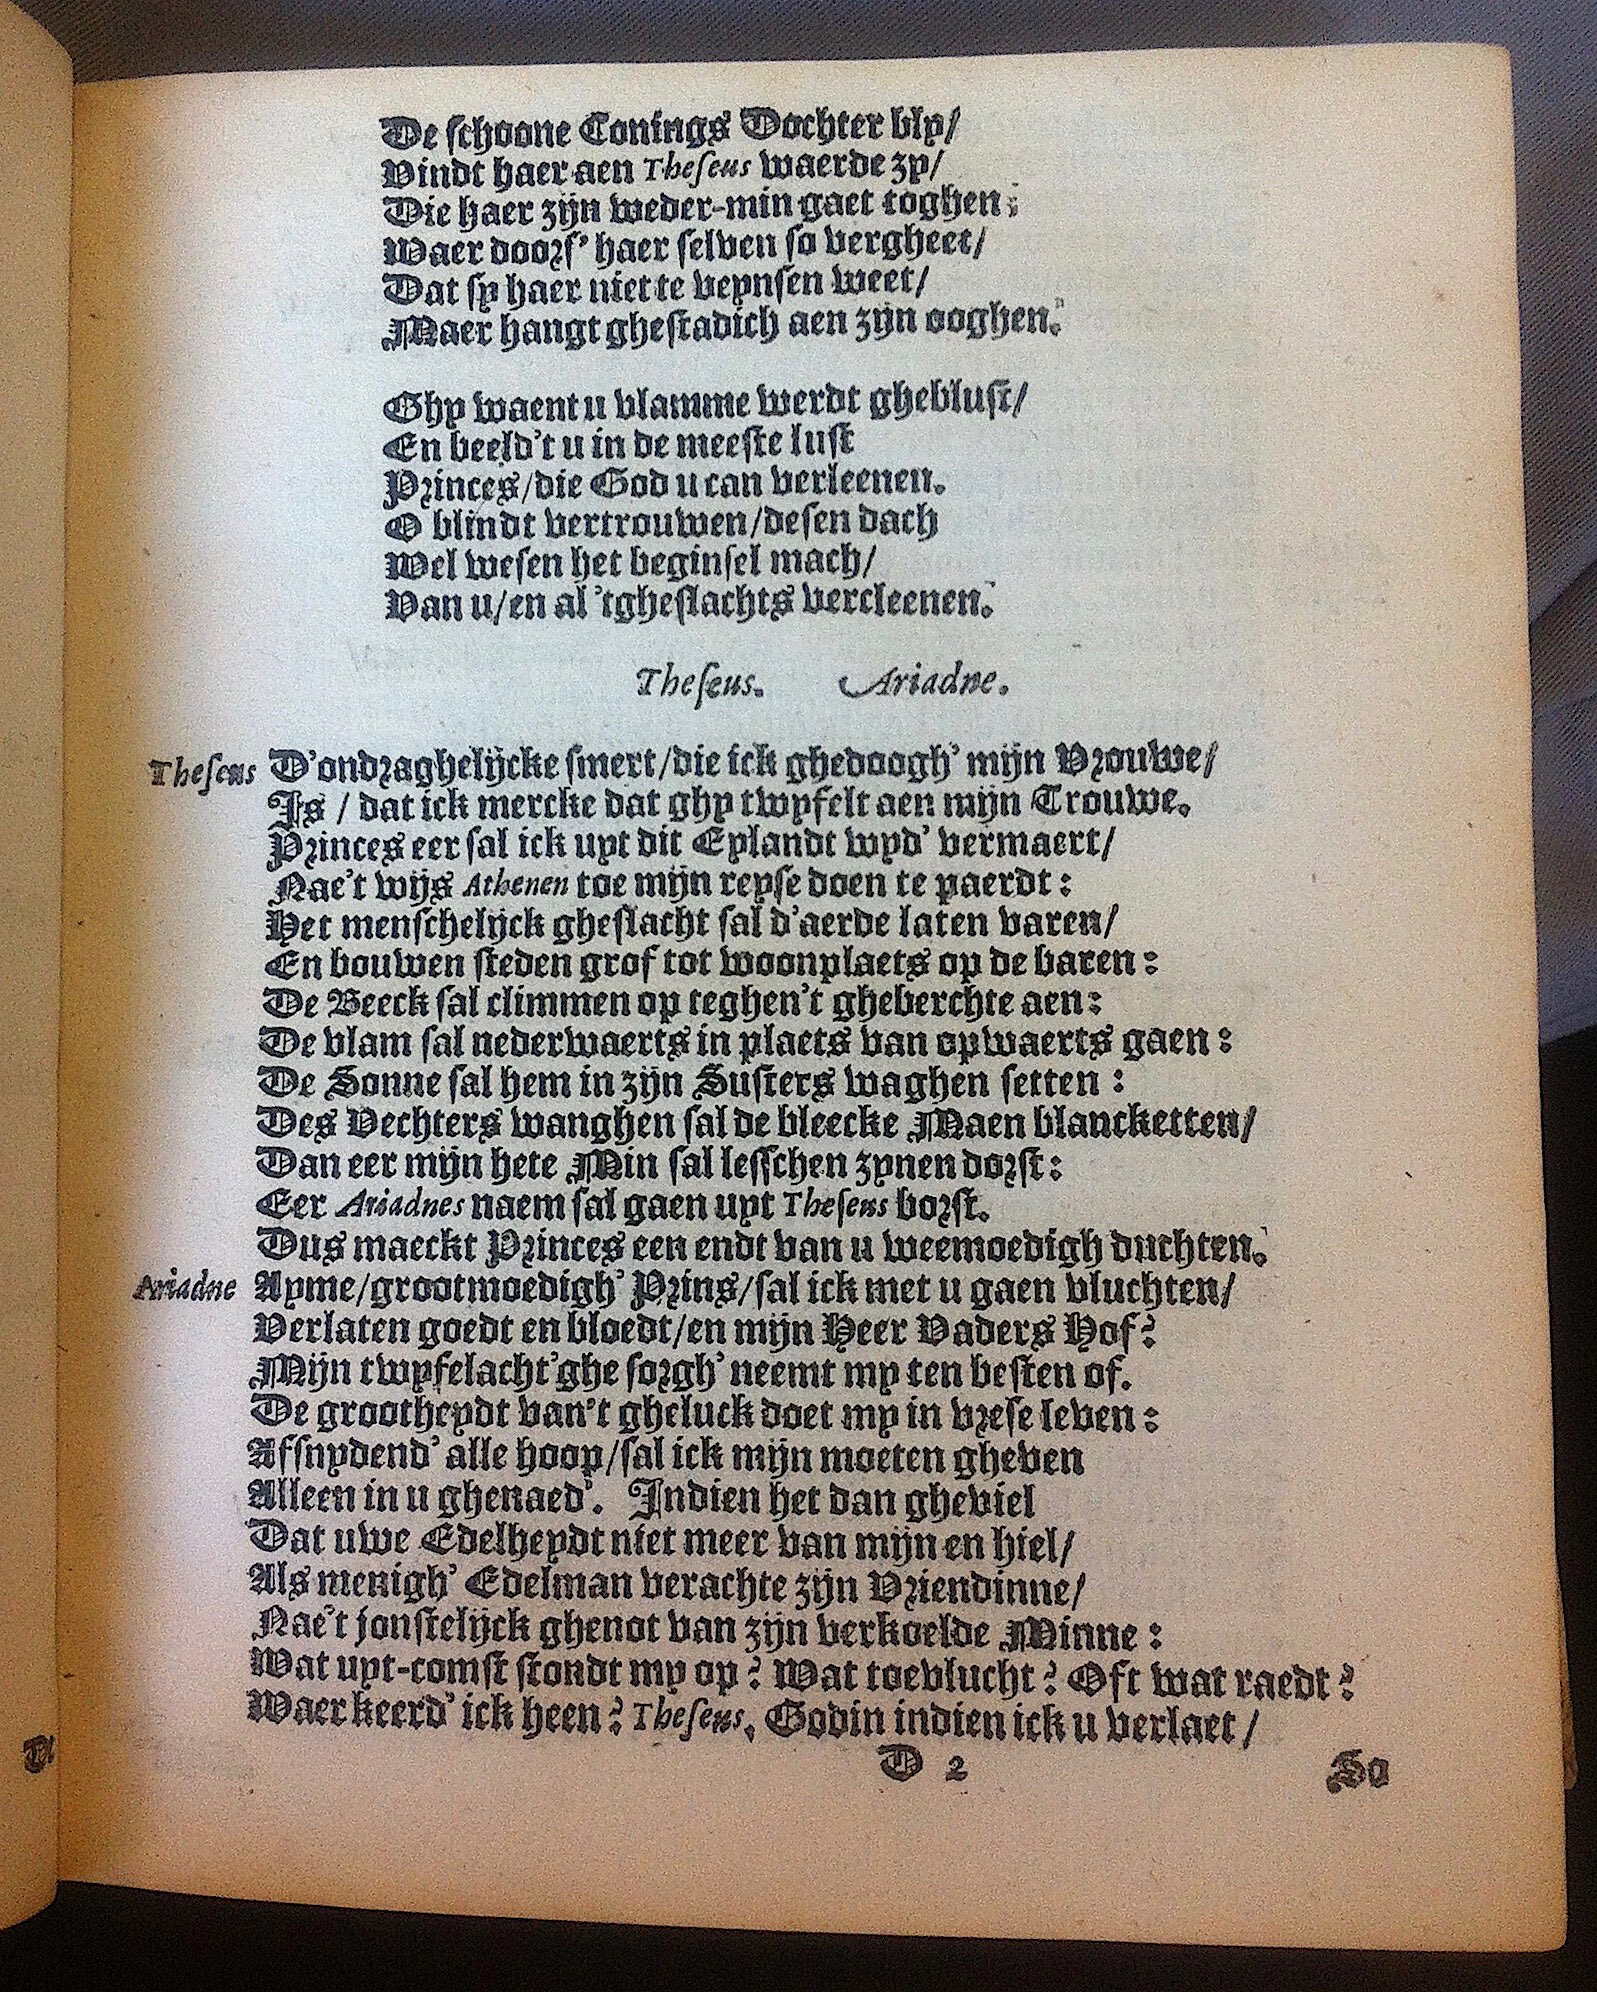 De schoone Conings Dochter bly/
Vindt haer aen Theseus waerde zy/
Die haer zijn weder-min gaet toghen;
Waer doors' haer selven so vergheet/
Dat sy haer niet te veynsen weet/
Maer hangt ghestadich aen zijn ooghen.
Ghy waent u vlamme werdt gheblust/
En beeld't u in de meeste lust
Princes/die God u can verleenen.
O blindt vertrouwen/desen dach
Wel wesen het beginsel mach/
Van u/en al 'tgheslachts vercleenen.
Theseus. Ariadne.
Theseus D'ondraghelijcke smert/die ick ghedoogh' mijn Vrouwe/
Is / dat ick mercke dat ghy twyfelt aen mijn Trouwe.
Princes eer sal ick uyt dit Eylandt wyd' vermaert/
Nae't wijs Athenen toe mijn reyse doen te paerdt:
Het menschelijck gheslacht sal d'aerde laten varen/
En bouwen steden grof tot woonplaets op de baren:
De Beeck sal climmen op teghen't gheberchte aen:
De vlam sal nederwaerts in plaets van opwaerts gaen:
De Sonne sal hem in zijn Susters waghen setten:
Des Vechters wanghen sal de bleecke Maen blancketten/
Dan eer mijn hete Min sal lesschen zynen dorst:
Eer Ariadnes naem sal gaen uyt Theseus borst.
Dus maeckt Princes een endt van u weemoedigh duchten.
Ariadne Ayme/grootmoedigh' Prins/sal ick met u gaen vluchten/
Verlaten goedt en bloedt/en mijn Heer Vaders Hof?
Mijn twyfelacht'ghe sorgh' neemt my ten besten of.
De grootheydt van't gheluck doet my in vrese leven:
Afsnydend' alle hoop/sal ick mijn moeten gheven
Alleen in u ghenaed'. Indien het dan gheviel
Dat uwe Edelheydt niet meer van mijn en hiel/
Als menigh' Edelman verachte zijn Vriendinne/
Nae't jonstelijck ghenot van zijn verkoelde Minne:
Wat uyt-comst stondt my op? Wat toevlucht? Oft wat raedt?
Waer keerd' ick heen? Theseus. Godin indien ick u verlaet/
D 2 So